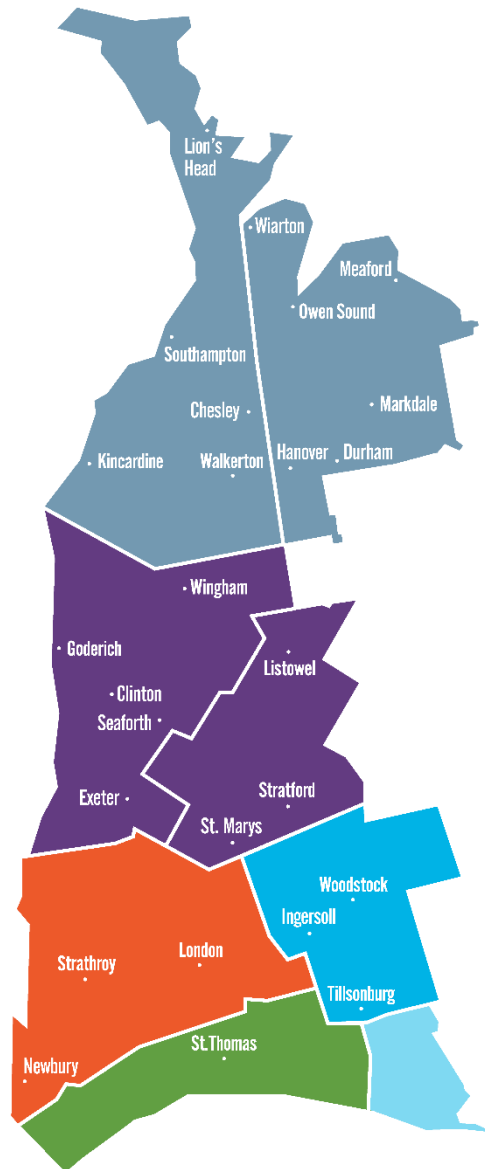 Lion's
Head
Wiarton
Meaford
Owen Sound
Southampton
Markdale
Chesley
Kincardine
Walkerton
Hanover
Durham
Wingham
Goderich
Listowel
Clinton
Seaforth
Exeter
Stratford
St. Marys
Woodstock
Ingersoll
London
Strathroy
Tillsonburg
St.Thomas
Newbury